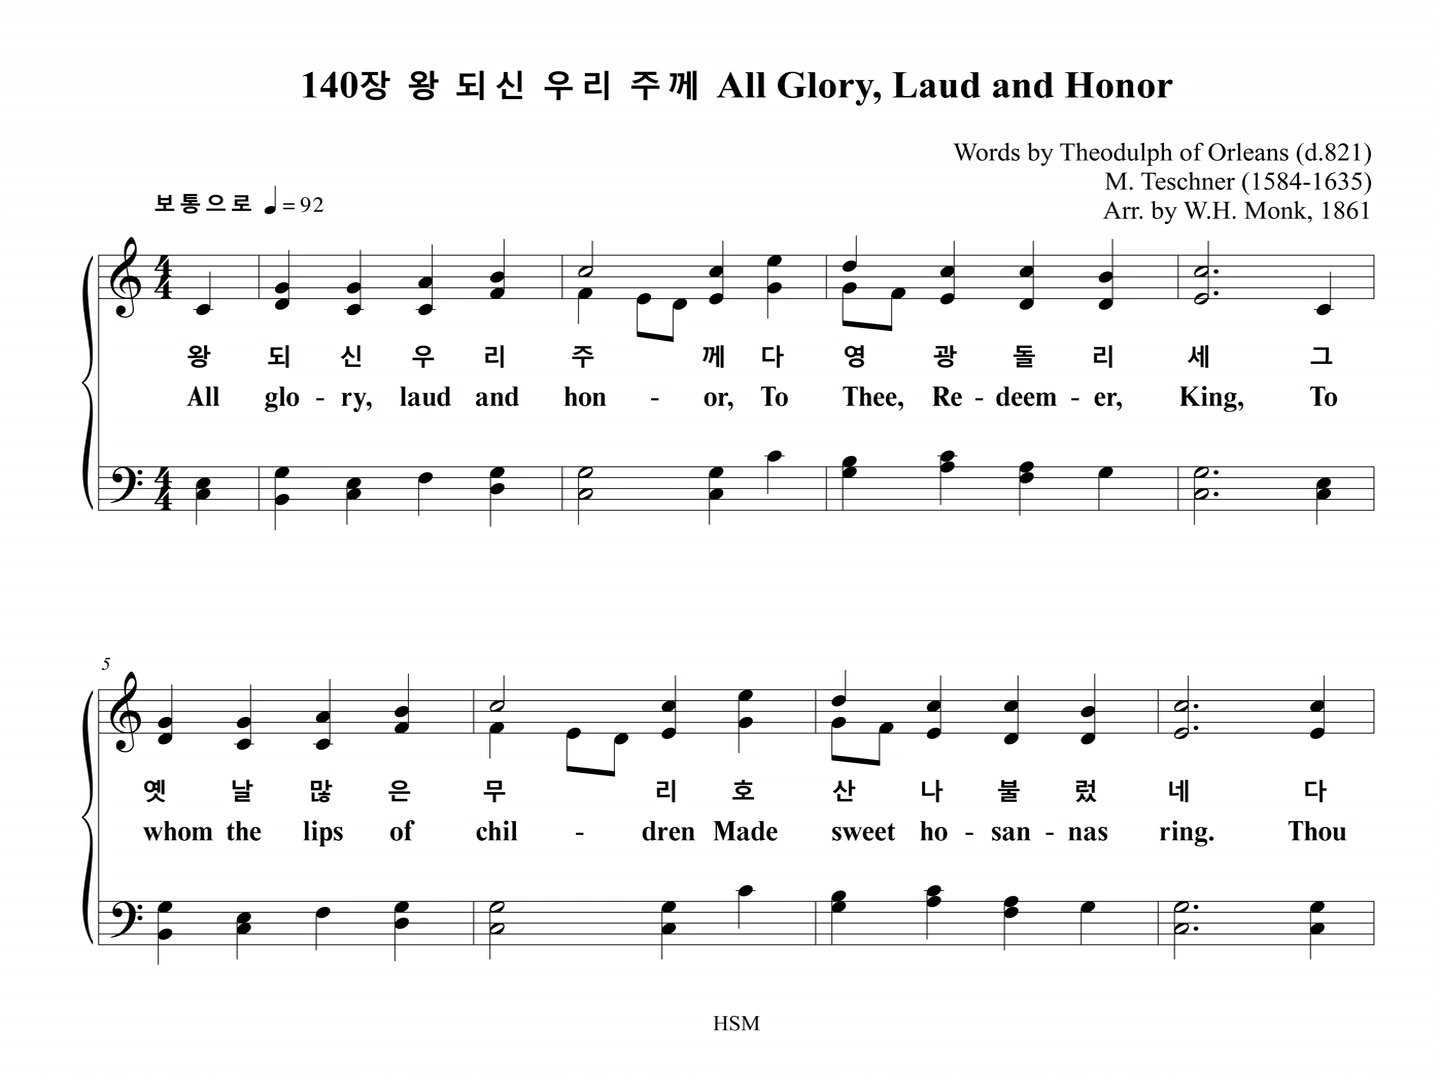 140장 왕 되신 우리 주께 All Glory, Laud and Honor
Words by Theodulph of Orleans (d.821)
M. Teschner (1584-1635)
Arr. by W.H. Monk, 1861
보통으로 ♩=92
4 4
왕 되 신 우 리 주 께 다 영 광 돌 리 세 그
All glo - ry, laud and hon - or, To Thee, Re - deem - er, King, To
4 4
5
옛 날 많 은 무 리 호 산 나 불 렀 네 다
whom the lips of chil - dren Made sweet ho - san - nas ring. Thou
HSM